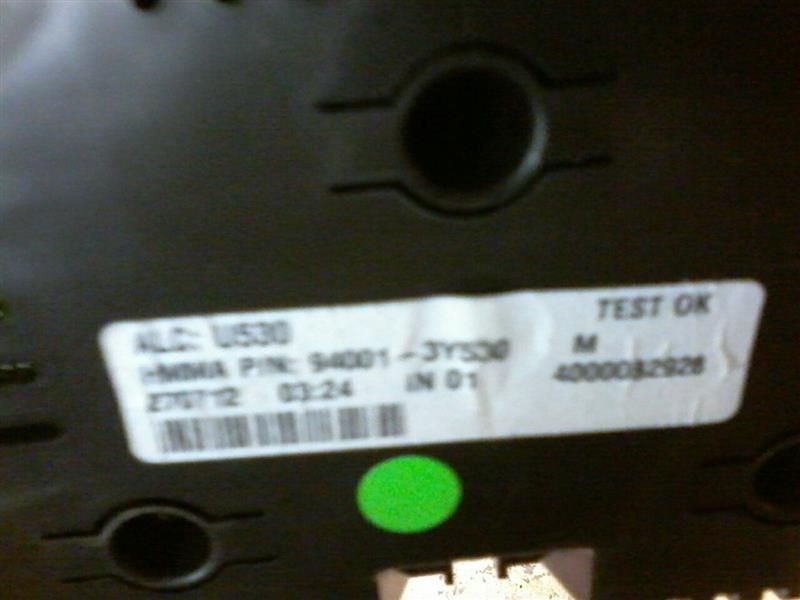 TEST OK
ALC: U530
HMMA P/N: 94001-3Y530 M
270712 03:24 IN 01 4000082928